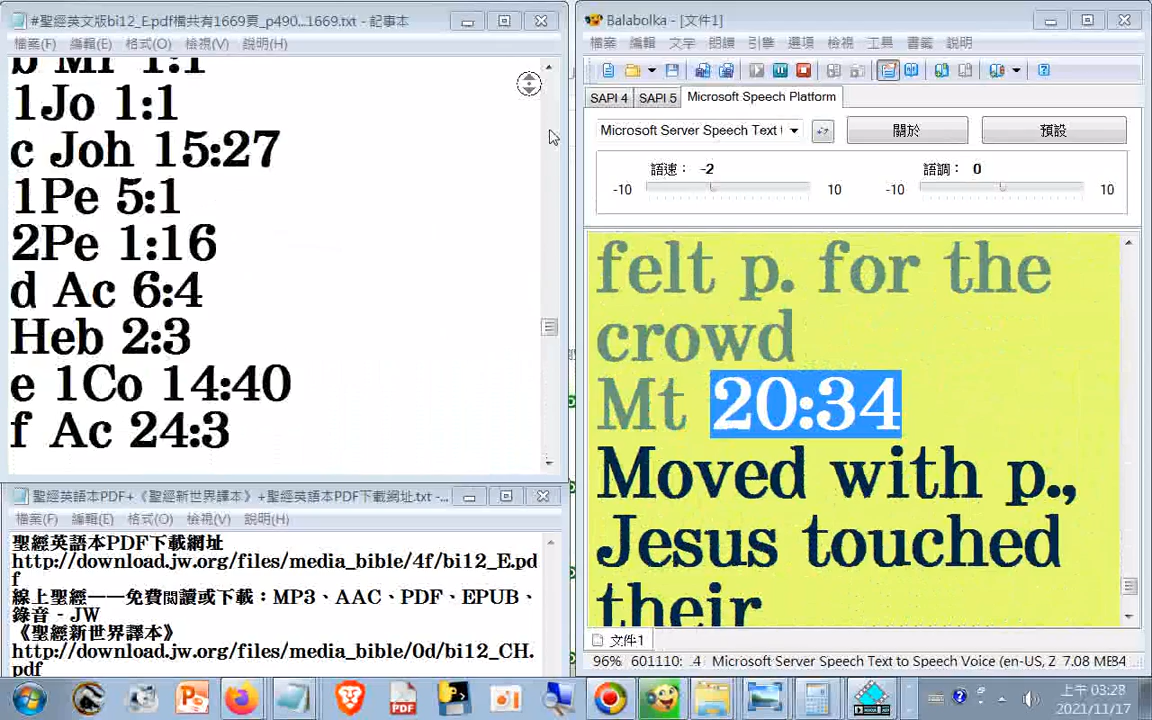 #聖經英文版bi12_E.pdf檔共有1669頁_p490...1669.txt - 記事本
檔案(F) 編輯(E) 格式(O) 檢視(V) 說明(H)
b Mr 1:1
1Jo 1:1
c Joh 15:27
1Pe 5:1
2Pe 1:16
d Ac 6:4
Heb 2:3
e 1Co 14:40
f Ac 24:3
聖經英語本PDF+《聖經新世界譯本》+聖經英語本PDF下載網址.txt - ...
檔案(F) 編輯(E) 格式(O) 檢視(V) 說明(H)
聖經英語本PDF下載網址
http://download.jw.org/files/media_bible/4f/bi12_E.pd
f
線上聖經——免費閱讀或下載：MP3、AAC、PDF、EPUB、
錄音 - JW
《聖經新世界譯本》
http://download.jw.org/files/media_bible/0d/bi12_CH.
pdf
Balabolka - [文件1]
檔案 編輯 文字 朗讀 引擎 選項 檢視 工具 書籤 說明
SAPI 4 SAPI 5 Microsoft Speech Platform
Microsoft Server Speech Text 關於 預設
語速： -2 語調： 0
-10 10 -10 10
felt p. for the
crowd
Mt 20:34
Moved with p.,
Jesus touched
their
文件1
96% 601110: .4 Microsoft Server Speech Text to Speech Voice (en-US, Z 7.08 MB
PDF
上午 03:28
2021/11/17